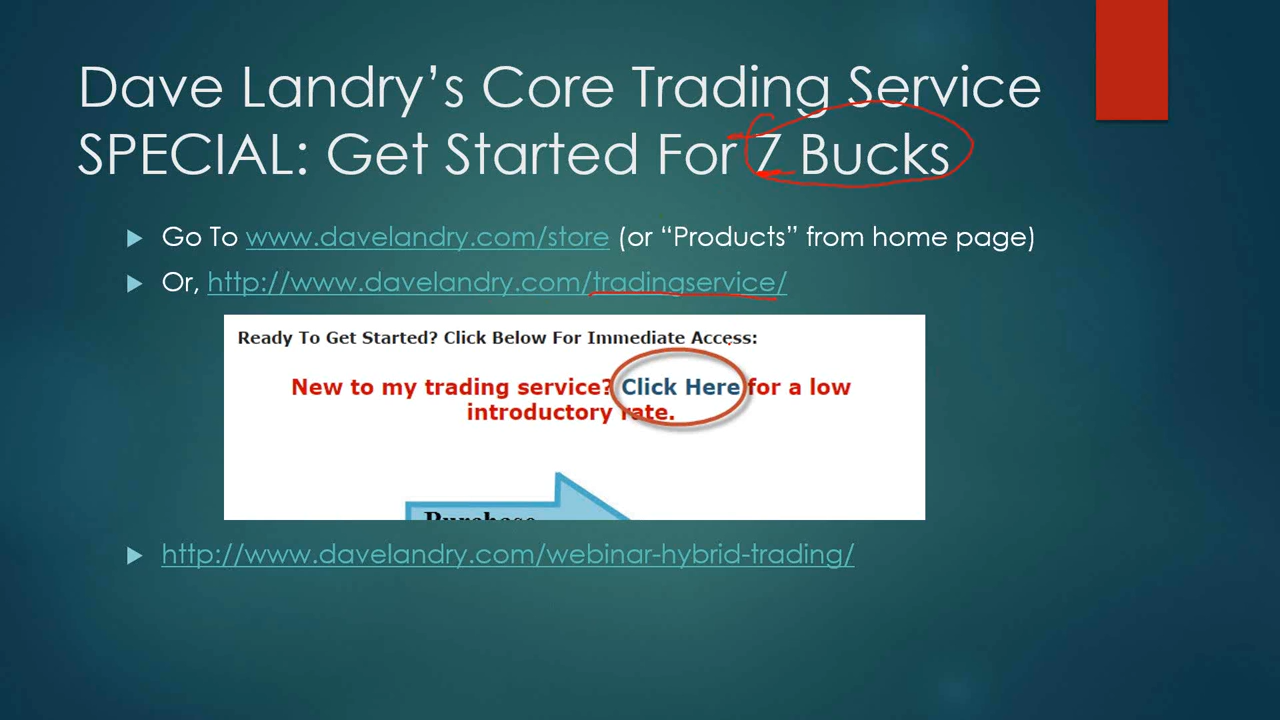 Dave Landry’s Core Trading Service
SPECIAL: Get Started For 7 Bucks
Go To www.davelandry.com/store (or “Products” from home page)
Or, http://www.davelandry.com/tradingservice/
Ready To Get Started? Click Below For Immediate Access:
New to my trading service? Click Here for a low
introductory rate.
Purchase
http://www.davelandry.com/webinar-hybrid-trading/